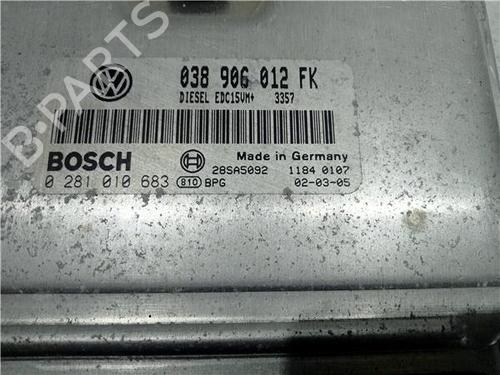 B-PARTS
038 906 012 FK
DIESEL EDC15VM+ 3357
BOSCH
Made in Germany
28SA5092 1184 0107
0 281 010 683 810 BPG 02-03-05